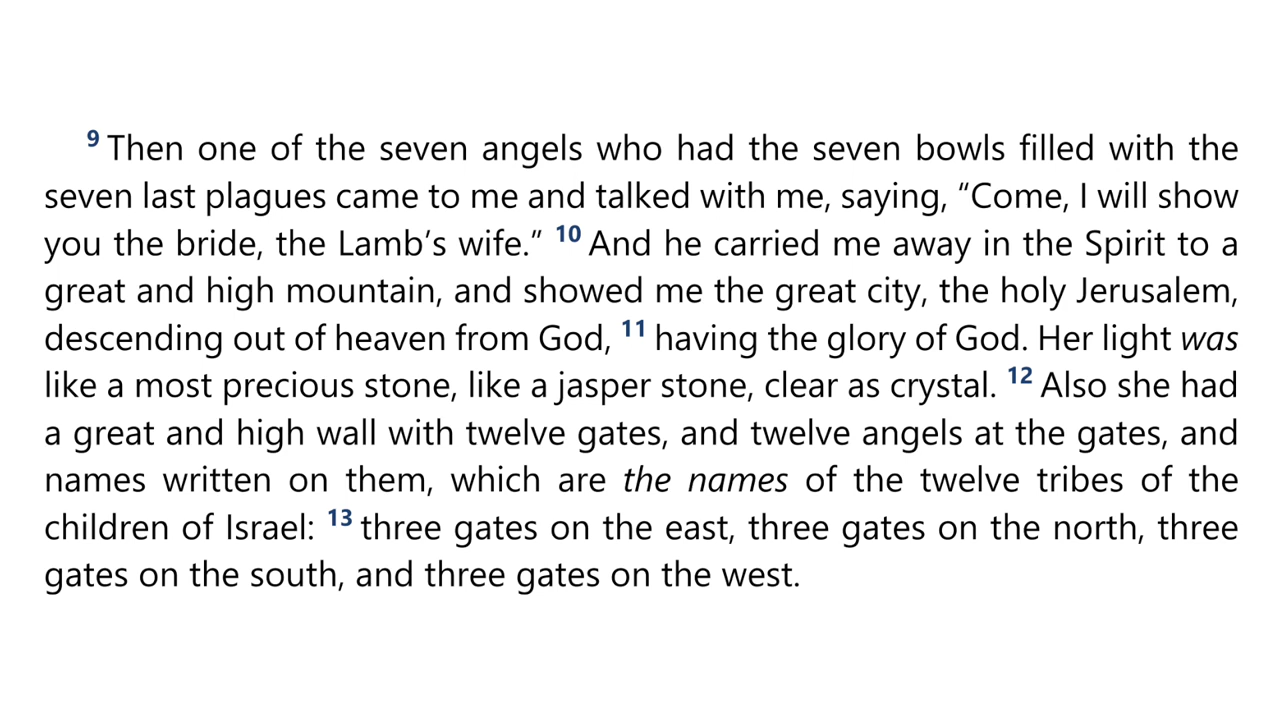 9 Then one of the seven angels who had the seven bowls filled with the
seven last plagues came to me and talked with me, saying, “Come, I will show
you the bride, the Lamb’s wife.” 10 And he carried me away in the Spirit to a
great and high mountain, and showed me the great city, the holy Jerusalem,
descending out of heaven from God, 11 having the glory of God. Her light was
like a most precious stone, like a jasper stone, clear as crystal. 12 Also she had
a great and high wall with twelve gates, and twelve angels at the gates, and
names written on them, which are the names of the twelve tribes of the
children of Israel: 13 three gates on the east, three gates on the north, three
gates on the south, and three gates on the west.